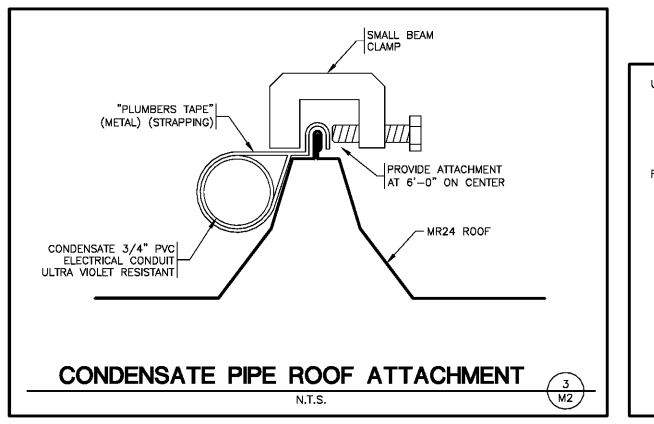 SMALL BEAM
CLAMP
"PLUMBERS TAPE"
(METAL) (STRAPPING)
PROVIDE ATTACHMENT
AT 6'-0" ON CENTER
MR24 ROOF
CONDENSATE 3/4" PVC
ELECTRICAL CONDUIT
ULTRA VIOLET RESISTANT
CONDENSATE PIPE ROOF ATTACHMENT
N.T.S.
3
M2